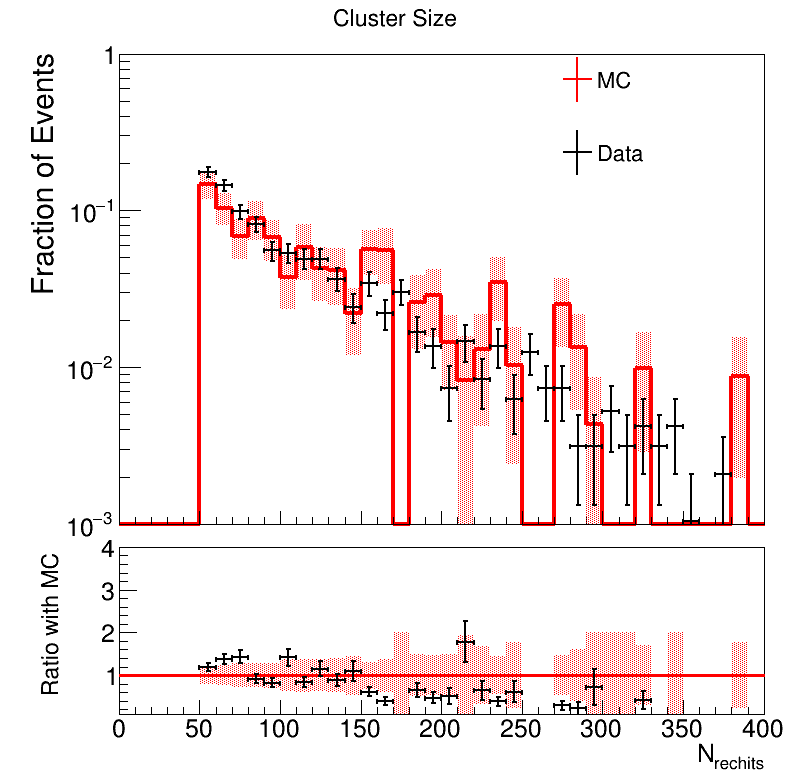 Cluster Size
Fraction of Events
1
10⁻¹
10⁻²
10⁻³
MC
Data
Ratio with MC
4
3
2
1
0 50 100 150 200 250 300 350 400
N_rechits